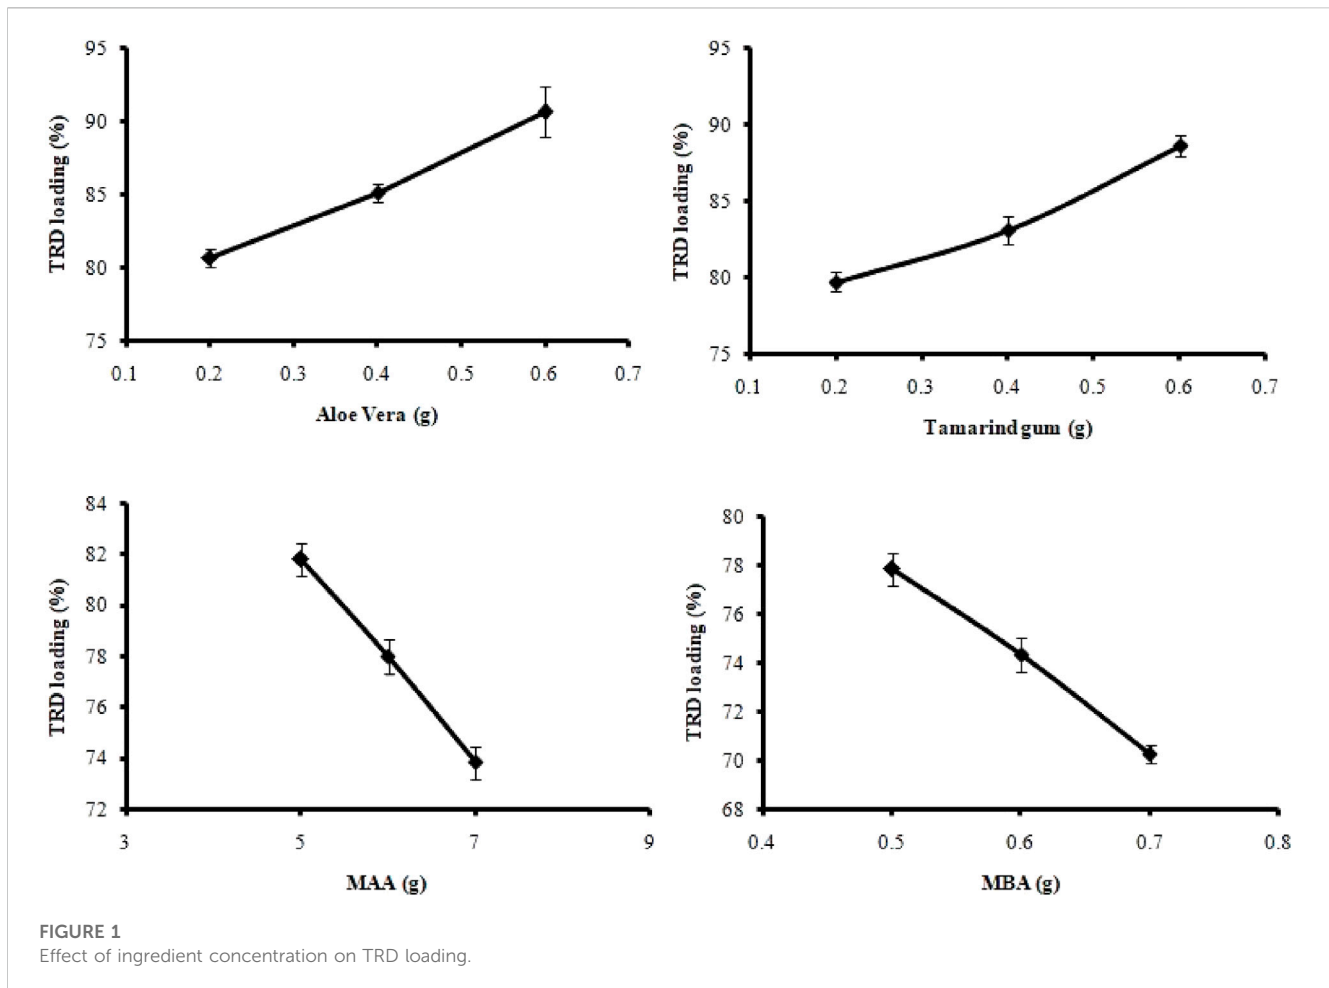 95
90
85
80
75
TRD loading (%)
0.1 0.2 0.3 0.4 0.5 0.6 0.7
Aloe Vera (g)
95
90
85
80
75
TRD loading (%)
0.1 0.2 0.3 0.4 0.5 0.6 0.7
Tamarind gum (g)
84
82
80
78
76
74
72
TRD loading (%)
3 5 7 9
MAA (g)
80
78
76
74
72
70
68
TRD loading (%)
0.4 0.5 0.6 0.7 0.8
MBA (g)
FIGURE 1
Effect of ingredient concentration on TRD loading.